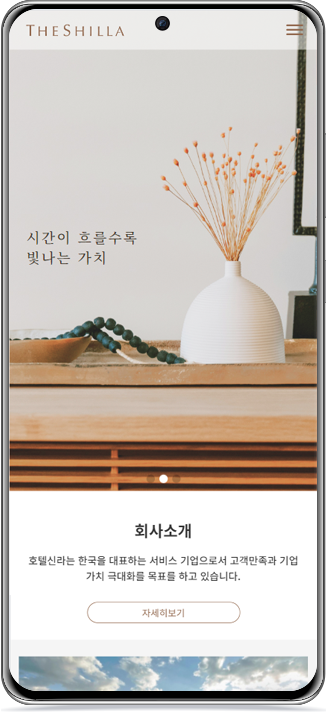 THE SHILLA
시간이 흐를수록
빛나는 가치
회사소개
호텔신라는 한국을 대표하는 서비스 기업으로서 고객만족과 기업
가치 극대화를 목표를 하고 있습니다.
자세히보기